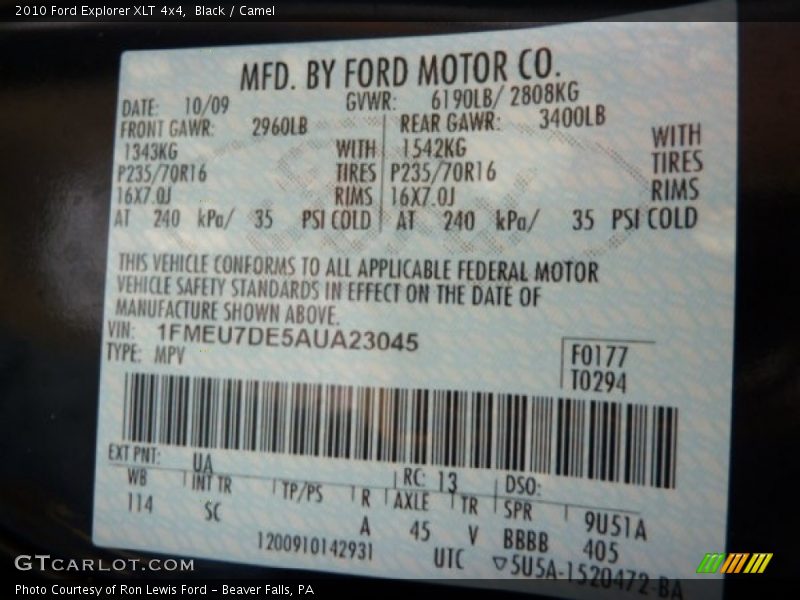 2010 Ford Explorer XLT 4x4, Black / Camel
MFD. BY FORD MOTOR CO.
DATE: 10/09 GVWR: 6190LB/ 2808KG
FRONT GAWR: 2960LB REAR GAWR: 3400LB
1343KG WITH 1542KG WITH
P235/70R16 TIRES P235/70R16 TIRES
16X7.0J RIMS 16X7.0J RIMS
AT 240 kPa/ 35 PSI COLD AT 240 kPa/ 35 PSI COLD
THIS VEHICLE CONFORMS TO ALL APPLICABLE FEDERAL MOTOR
VEHICLE SAFETY STANDARDS IN EFFECT ON THE DATE OF
MANUFACTURE SHOWN ABOVE.
VIN: 1FMEU7DE5AUA23045
TYPE: MPV
F0177
T0294
EXT PNT: UA RC: 13 DSO:
WB INT TR TP/PS R AXLE TR SPR 9U51A
114 SC A 45 V BBBB 405
1200910142931 UTC ▽5U5A-1520472-BA
GTCARLOT.COM
Photo Courtesy of Ron Lewis Ford - Beaver Falls, PA